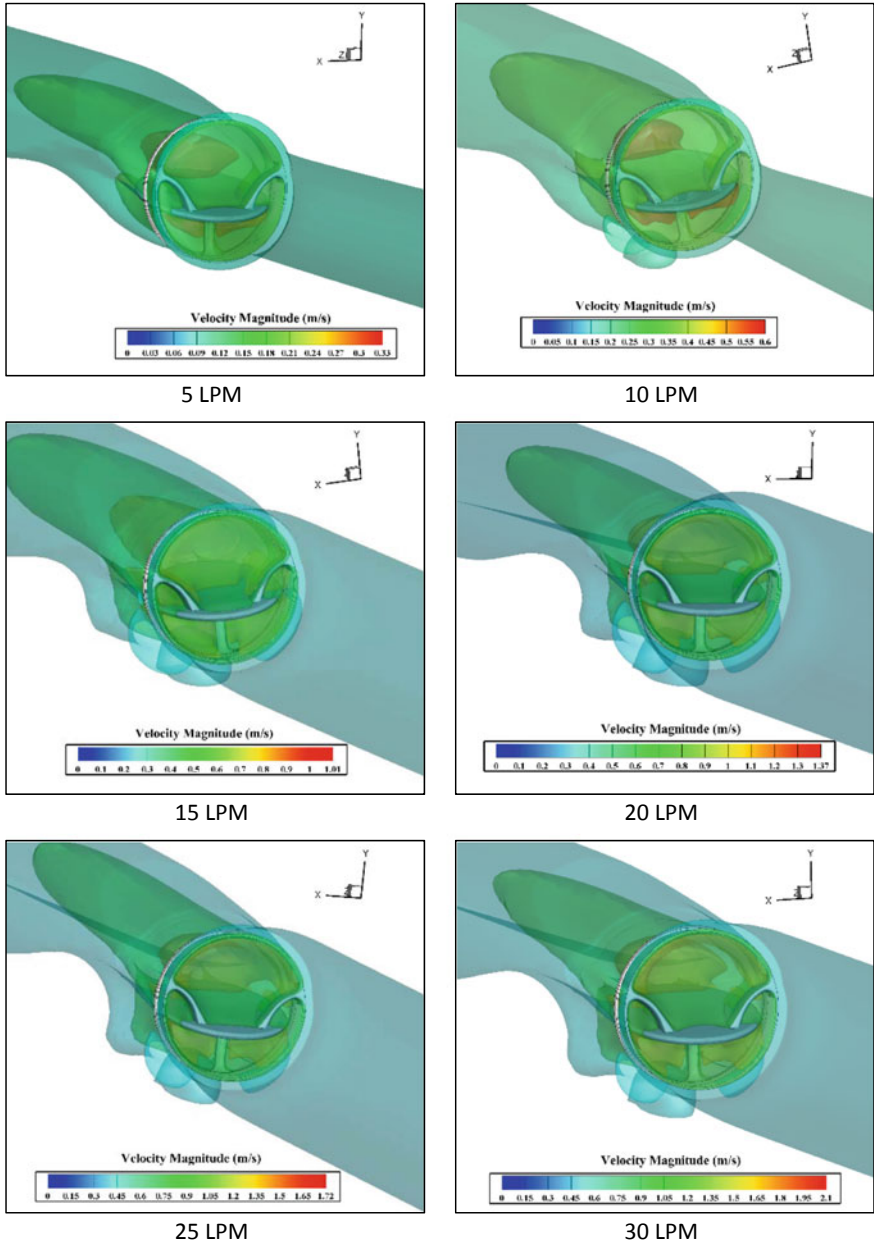 Y
X
Z
Velocity Magnitude (m/s)
0 0.03 0.06 0.09 0.12 0.15 0.18 0.21 0.24 0.27 0.3 0.33
5 LPM
Y
X
Z
Velocity Magnitude (m/s)
0 0.05 0.1 0.15 0.2 0.25 0.3 0.35 0.4 0.45 0.5 0.55 0.6
10 LPM
Y
X
Velocity Magnitude (m/s)
0 0.1 0.2 0.3 0.4 0.5 0.6 0.7 0.8 0.9 1 1.01
15 LPM
Y
X
Velocity Magnitude (m/s)
0 0.1 0.2 0.3 0.4 0.5 0.6 0.7 0.8 0.9 1 1.1 1.2 1.3 1.37
20 LPM
Y
X
Velocity Magnitude (m/s)
0 0.15 0.3 0.45 0.6 0.75 0.9 1.05 1.2 1.35 1.5 1.65 1.72
25 LPM
Y
X
Z
Velocity Magnitude (m/s)
0 0.15 0.3 0.45 0.6 0.75 0.9 1.05 1.2 1.35 1.5 1.65 1.8 1.95 2.1
30 LPM